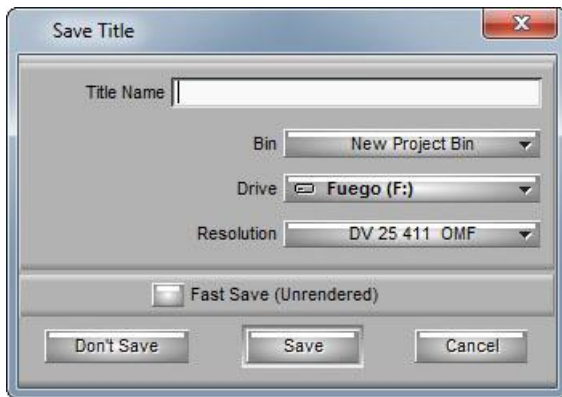 Save Title
Title Name
Bin New Project Bin
Drive Fuego (F:)
Resolution DV 25 411 OMF
Fast Save (Unrendered)
Don't Save Save Cancel